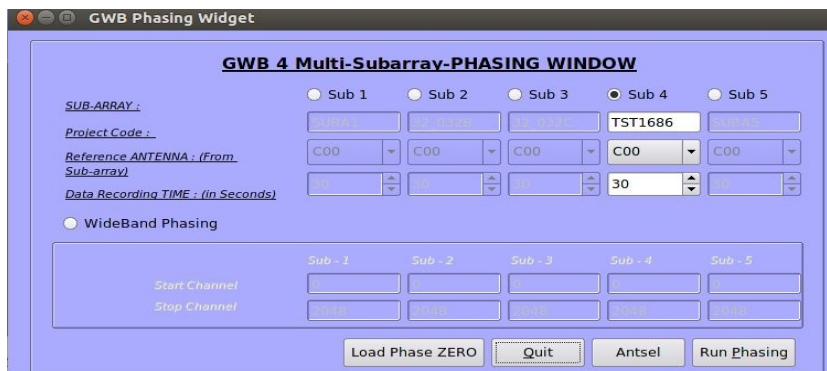 GWB Phasing Widget
GWB 4 Multi-Subarray-PHASING WINDOW
SUB-ARRAY : Sub 1 Sub 2 Sub 3 Sub 4 Sub 5
Project Code : SUBA1 32_032B 32_032C TST1686 SUBA5
Reference ANTENNA : (From Sub-array) C00 C00 C00 C00 C00
Data Recording TIME : (in Seconds) 30 30 30 30 30
WideBand Phasing
Sub - 1 Sub - 2 Sub - 3 Sub - 4 Sub - 5
Start Channel 0 0 0 0 0
Stop Channel 2048 2048 2048 2048 2048
Load Phase ZERO Quit Antsel Run Phasing